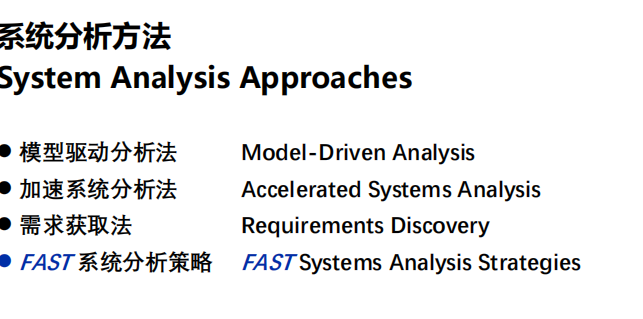 系统分析方法
System Analysis Approaches
● 模型驱动分析法 Model-Driven Analysis
● 加速系统分析法 Accelerated Systems Analysis
● 需求获取法 Requirements Discovery
● FAST 系统分析策略 FAST Systems Analysis Strategies